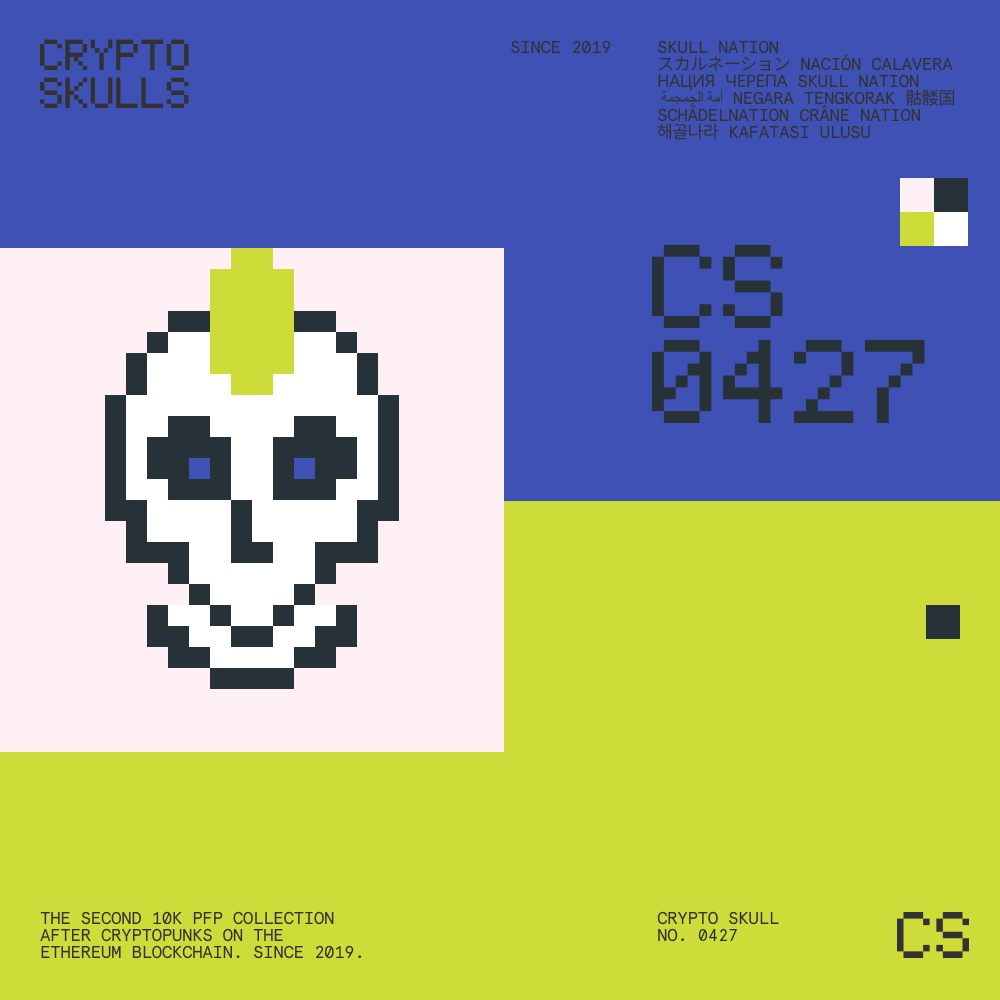 CRYPTO
SKULLS
SINCE 2019
SKULL NATION
スカルネーション NACIÓN CALAVERA
НАЦИЯ ЧЕРЕПА SKULL NATION
أمة الجمجمة NEGARA TENGKORAK 骷髅国
SCHÄDELNATION CRÂNE NATION
해골나라 KAFATASI ULUSU
CS
0427
THE SECOND 10K PFP COLLECTION
AFTER CRYPTOPUNKS ON THE
ETHEREUM BLOCKCHAIN. SINCE 2019.
CRYPTO SKULL
NO. 0427
CS